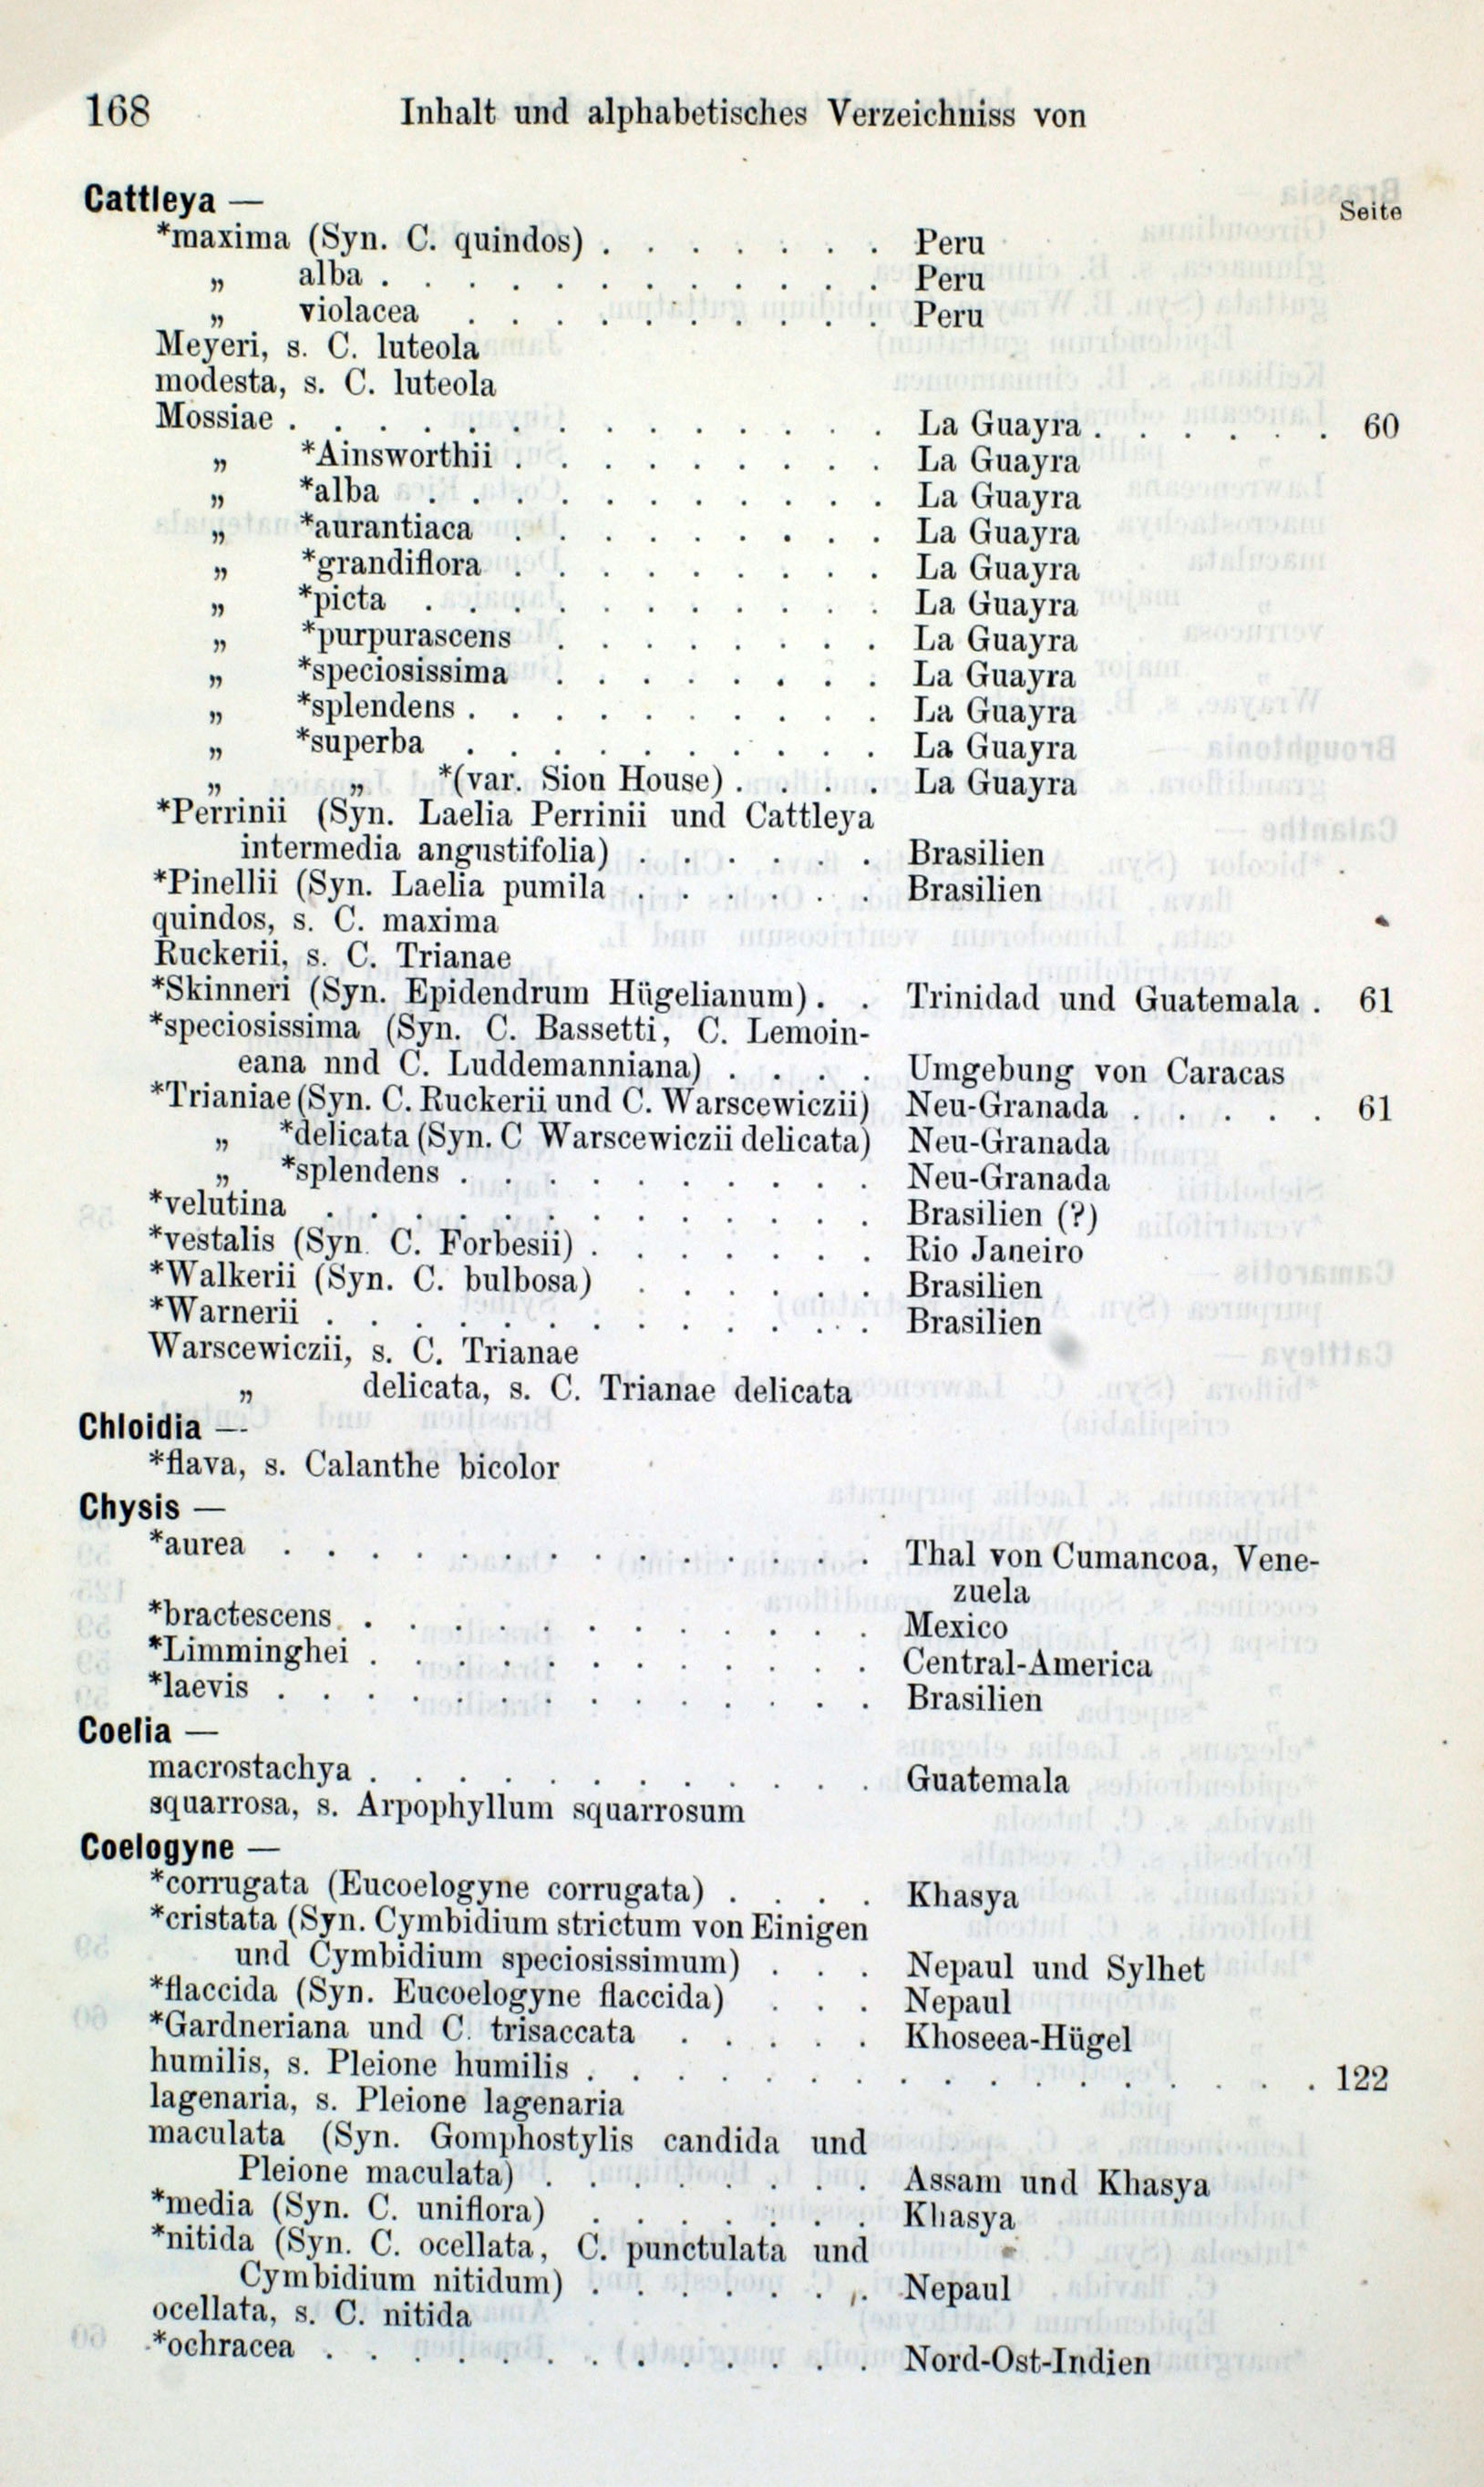 168 Inhalt und alphabetisches Verzeichniss von
Cattleya — Seite
*maxima (Syn. C. quindos) . . . . . . . Peru
„ alba . . . . . . . . . . . . Peru
„ violacea . . . . . . . . . . Peru
Meyeri, s. C. luteola
modesta, s. C. luteola
Mossiae . . . . . . . . . . . . . . La Guayra . . . . . . 60
„ *Ainsworthii . . . . . . . . . La Guayra
„ *alba . . . . . . . . . . . La Guayra
„ *aurantiaca . . . . . . . . . La Guayra
„ *grandiflora . . . . . . . . . La Guayra
„ *picta . . . . . . . . . . . La Guayra
„ *purpurascens . . . . . . . . La Guayra
„ *speciosissima . . . . . . . . La Guayra
„ *splendens . . . . . . . . . . La Guayra
„ *superba . . . . . . . . . . La Guayra
„ „ *(var. Sion House) . . . . La Guayra
*Perrinii (Syn. Laelia Perrinii und Cattleya
intermedia angustifolia) . . . . . . Brasilien
*Pinellii (Syn. Laelia pumila . . . . . . Brasilien
quindos, s. C. maxima
Ruckerii, s. C. Trianae
*Skinneri (Syn. Epidendrum Hügelianum) . . Trinidad und Guatemala . 61
*speciosissima (Syn. C. Bassetti, C. Lemoin-
eana nnd C. Luddemanniana) . . . . Umgebung von Caracas
*Trianiae (Syn. C. Ruckerii und C. Warscewiczii) Neu-Granada . . . . . 61
„ *delicata (Syn. C Warscewiczii delicata) Neu-Granada
„ *splendens . . . . . . . . . . Neu-Granada
*velutina . . . . . . . . . . . . . Brasilien (?)
*vestalis (Syn. C. Forbesii) . . . . . . . Rio Janeiro
*Walkerii (Syn. C. bulbosa) . . . . . . Brasilien
*Warnerii . . . . . . . . . . . . . Brasilien
Warscewiczii, s. C. Trianae
„ delicata, s. C. Trianae delicata
Chloidia —
*flava, s. Calanthe bicolor
Chysis —
*aurea . . . . . . . . . . . . . . Thal von Cumancoa, Vene-
zuela
*bractescens . . . . . . . . . . . . Mexico
*Limminghei . . . . . . . . . . . . Central-America
*laevis . . . . . . . . . . . . . . Brasilien
Coelia —
macrostachya . . . . . . . . . . . . Guatemala
squarrosa, s. Arpophyllum squarrosum
Coelogyne —
*corrugata (Eucoelogyne corrugata) . . . . Khasya
*cristata (Syn. Cymbidium strictum von Einigen
und Cymbidium speciosissimum) . . . Nepaul und Sylhet
*flaccida (Syn. Eucoelogyne flaccida) . . . Nepaul
*Gardneriana und C. trisaccata . . . . . Khoseea-Hügel
humilis, s. Pleione humilis . . . . . . . . . . . . . . . . . 122
lagenaria, s. Pleione lagenaria
maculata (Syn. Gomphostylis candida und
Pleione maculata) . . . . . . . . Assam und Khasya
*media (Syn. C. uniflora) . . . . . . . Khasya
*nitida (Syn. C. ocellata, C. punctulata und
Cymbidium nitidum) . . . . . . . Nepaul
ocellata, s. C. nitida
*ochracea . . . . . . . . . . . . . Nord-Ost-Indien